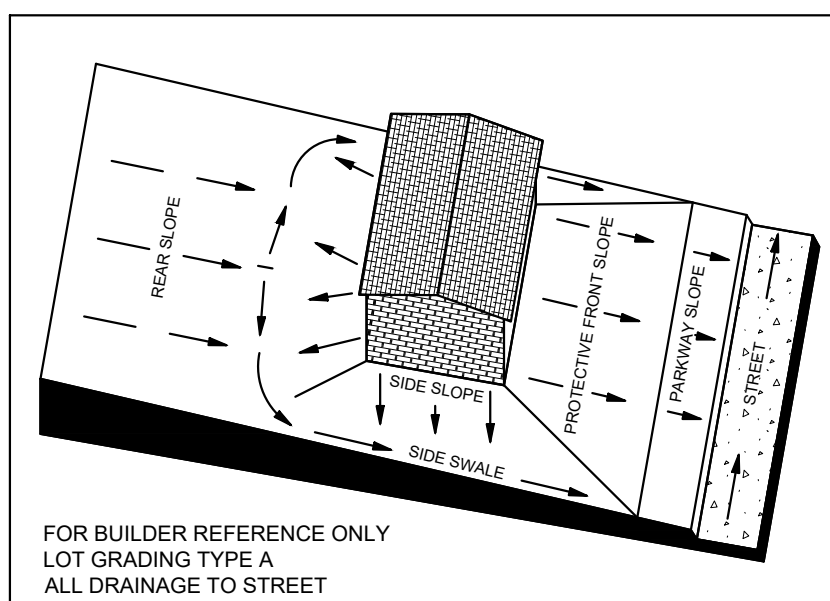 REAR SLOPE
SIDE SLOPE
SIDE SWALE
PROTECTIVE FRONT SLOPE
PARKWAY SLOPE
STREET
FOR BUILDER REFERENCE ONLY
LOT GRADING TYPE A
ALL DRAINAGE TO STREET